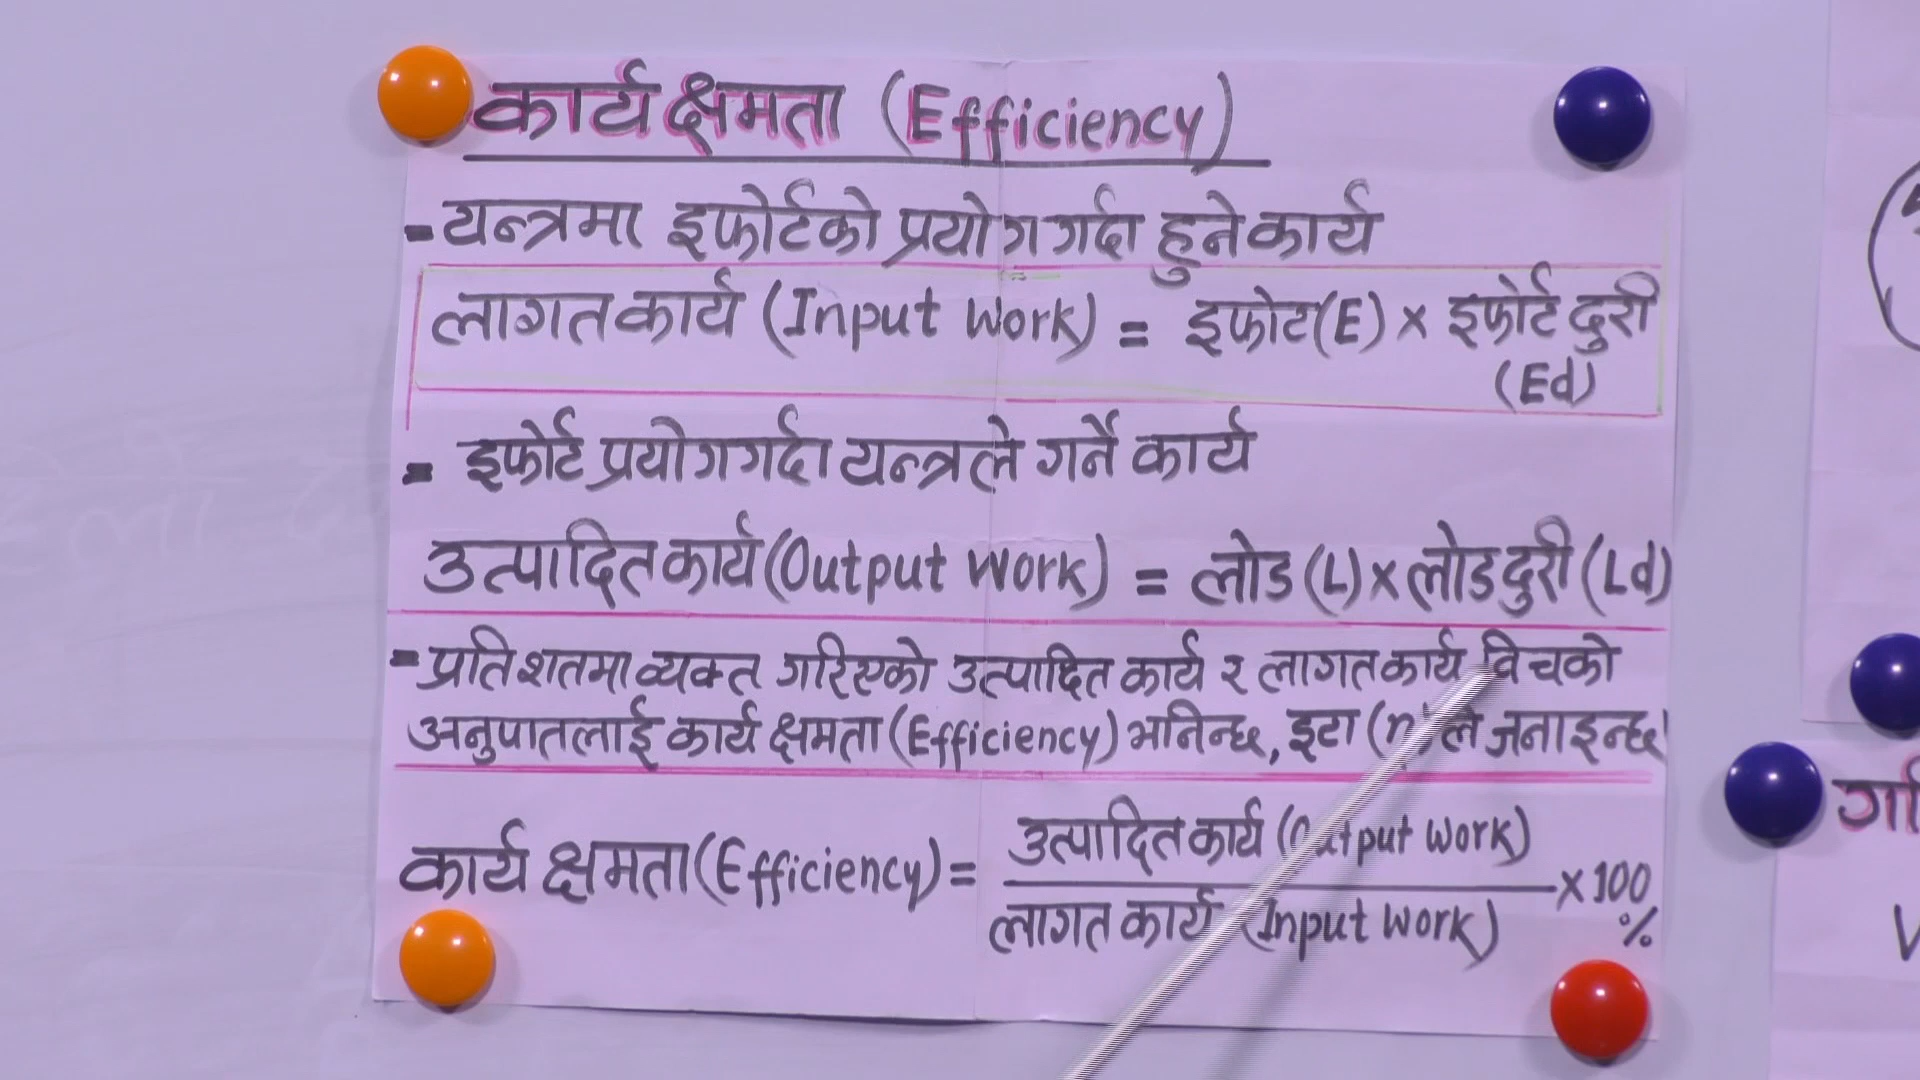 कार्य क्षमता (Efficiency)
- यन्त्रमा इफोर्टको प्रयोग गर्दा हुने कार्य
लागत कार्य (Input Work) = इफोर्ट(E) × इफोर्ट दुरी
(Ed)
- इफोर्ट प्रयोग गर्दा यन्त्रले गर्ने कार्य
उत्पादित कार्य (Output Work) = लोड (L) × लोड दुरी (Ld)
- प्रतिशतमा व्यक्त गरिएको उत्पादित कार्य र लागत कार्य विचको
अनुपातलाई कार्य क्षमता (Efficiency) भनिन्छ, इटा (η) ले जनाइन्छ
उत्पादित कार्य (Output Work)
कार्य क्षमता (Efficiency) = × 100
लागत कार्य (Input Work) %